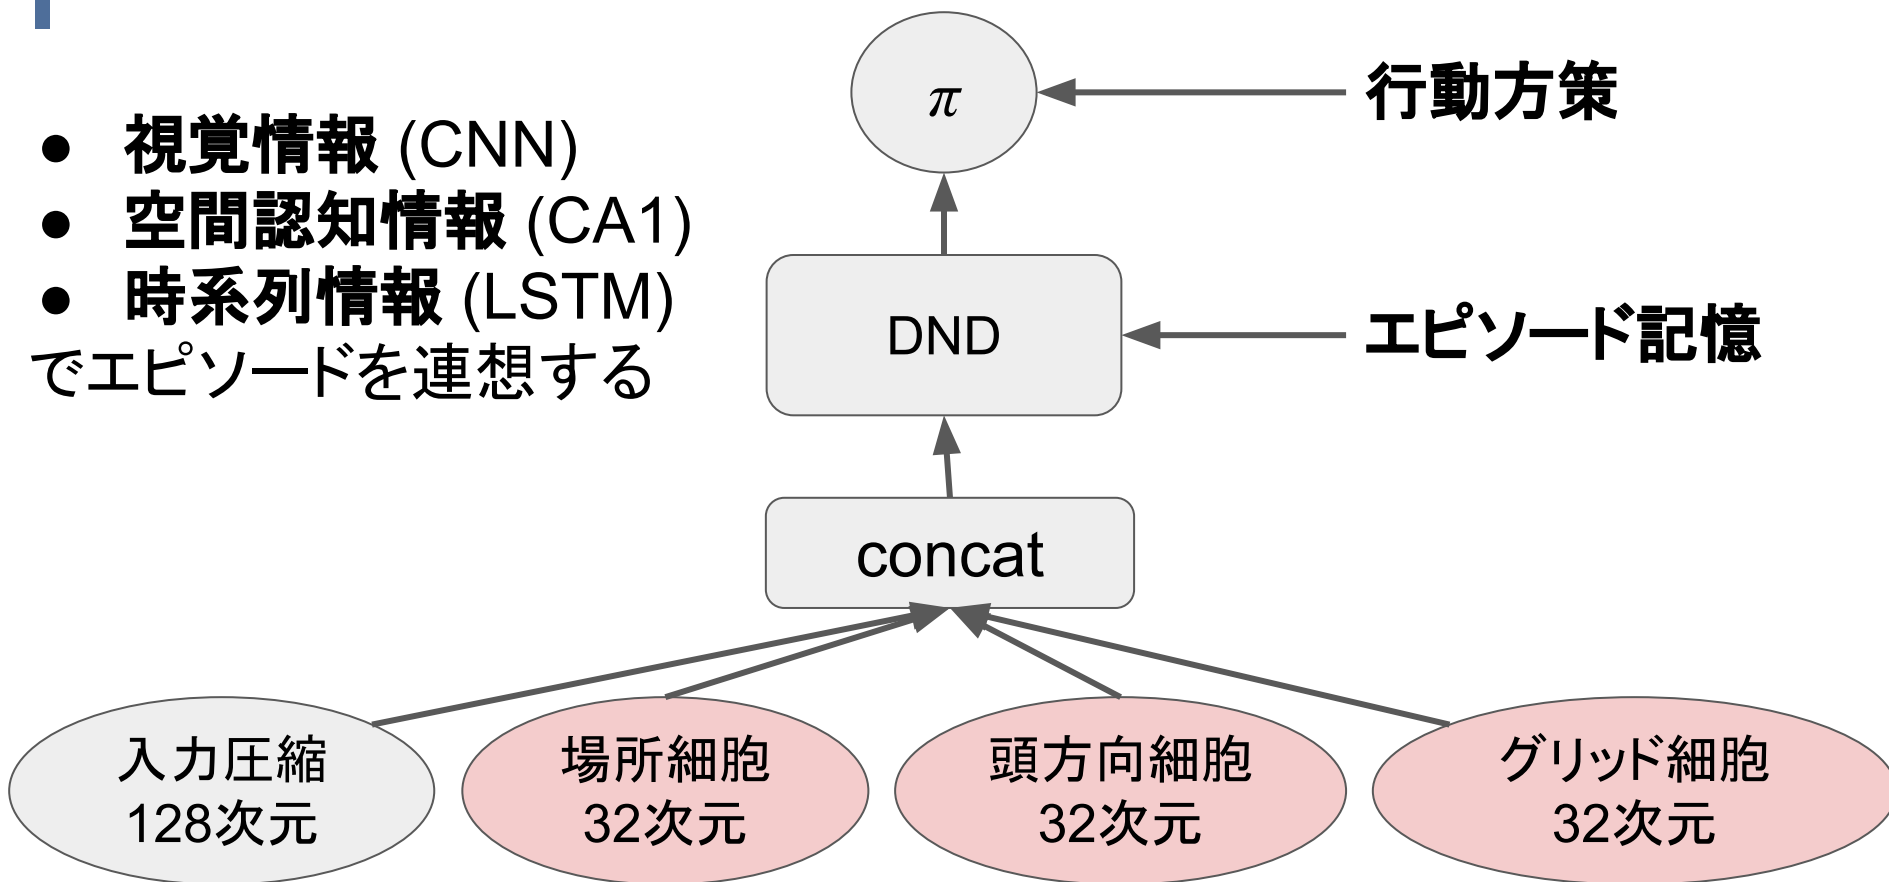 ● 視覚情報 (CNN)
● 空間認知情報 (CA1)
● 時系列情報 (LSTM)
でエピソードを連想する
π
行動方策
DND
エピソード記憶
concat
入力圧縮
128次元
場所細胞
32次元
頭方向細胞
32次元
グリッド細胞
32次元